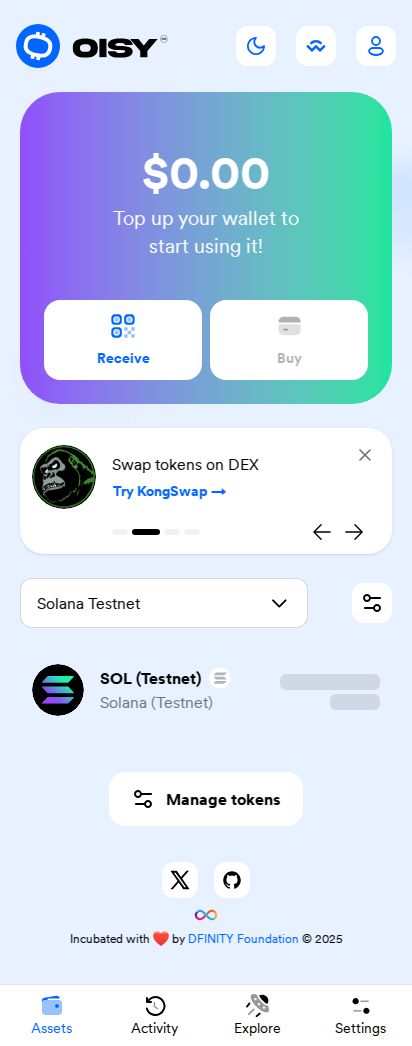 OISY
$0.00
Top up your wallet to
start using it!
Receive
Buy
Swap tokens on DEX
Try KongSwap →
Solana Testnet
SOL (Testnet)
Solana (Testnet)
Manage tokens
Incubated with ❤️ by DFINITY Foundation © 2025
Assets
Activity
Explore
Settings